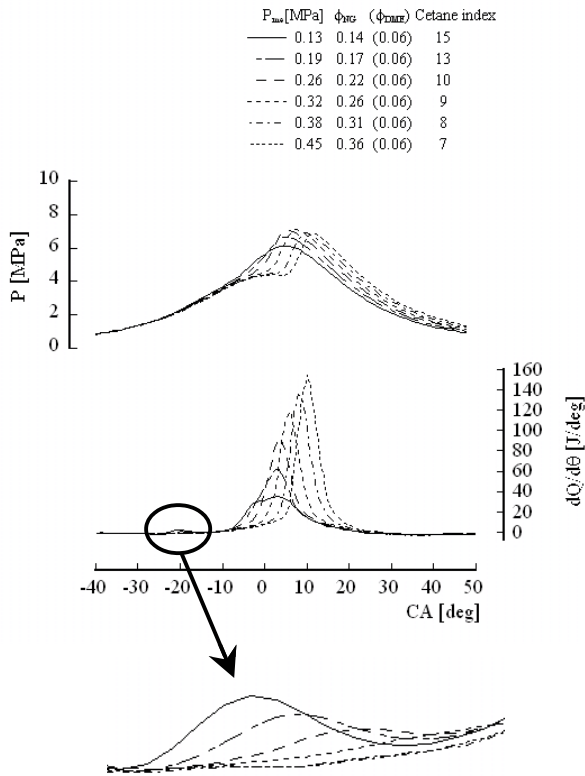 Pme[MPa] ϕNG (ϕDME) Cetane index
0.13 0.14 (0.06) 15
0.19 0.17 (0.06) 13
0.26 0.22 (0.06) 10
0.32 0.26 (0.06) 9
0.38 0.31 (0.06) 8
0.45 0.36 (0.06) 7
10
8
6
4
2
0
P [MPa]
160
140
120
100
80
60
40
20
0
dQ/dθ [J/deg]
-40 -30 -20 -10 0 10 20 30 40 50
CA [deg]